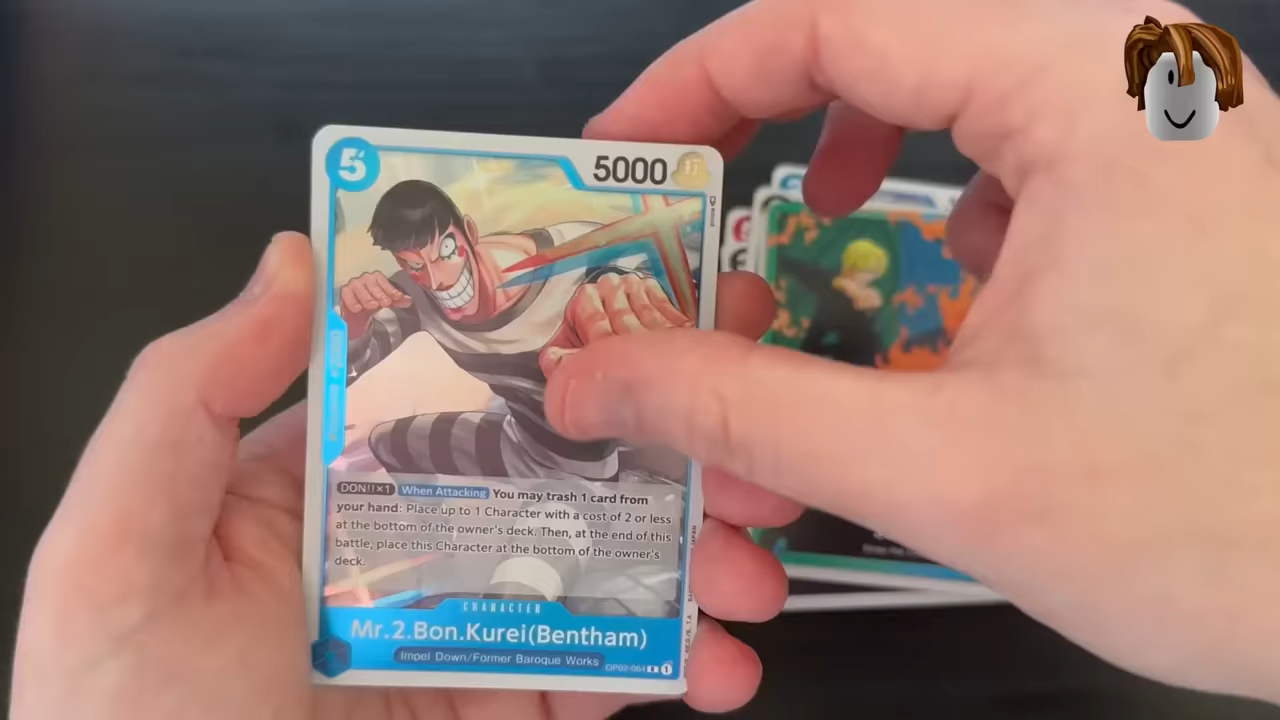 5
5000
DON!!×1 When Attacking You may trash 1 card from
your hand: Place up to 1 Character with a cost of 2 or less
at the bottom of the owner's deck. Then, at the end of this
battle, place this Character at the bottom of the owner's
deck.
CHARACTER
Mr.2.Bon.Kurei(Bentham)
Impel Down/Former Baroque Works
OP02-064 R 1